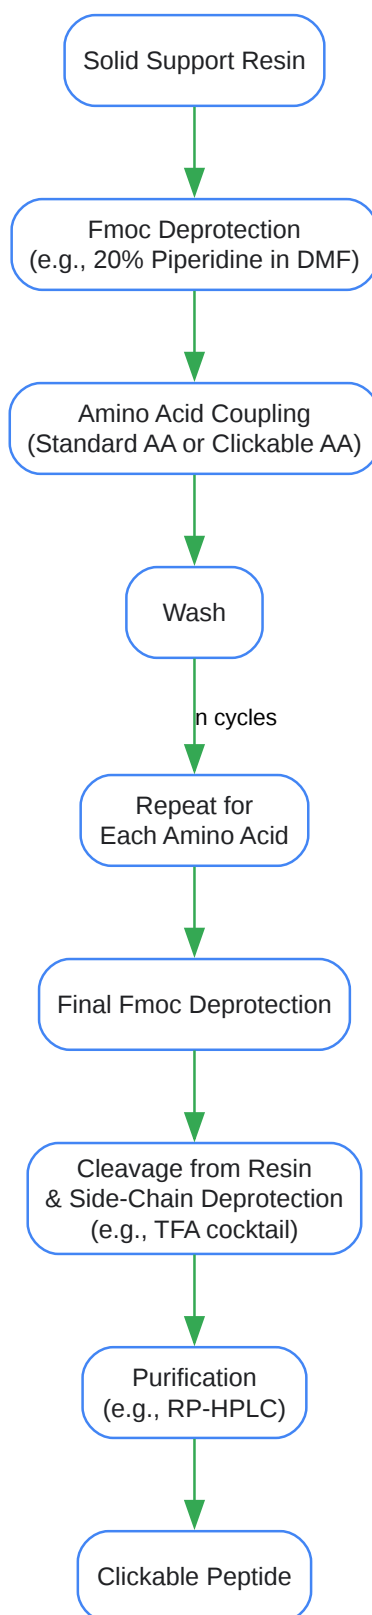 Solid Support Resin
Fmoc Deprotection
(e.g., 20% Piperidine in DMF)
Amino Acid Coupling
(Standard AA or Clickable AA)
Wash
n cycles
Repeat for
Each Amino Acid
Final Fmoc Deprotection
Cleavage from Resin
& Side-Chain Deprotection
(e.g., TFA cocktail)
Purification
(e.g., RP-HPLC)
Clickable Peptide